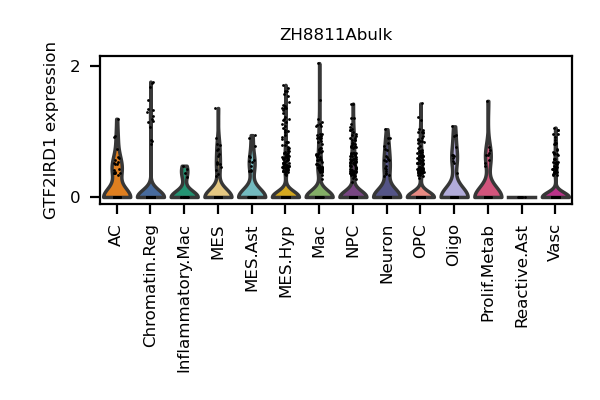 ZH8811Abulk
GTF2IRD1 expression
2
0
AC
Chromatin.Reg
Inflammatory.Mac
MES
MES.Ast
MES.Hyp
Mac
NPC
Neuron
OPC
Oligo
Prolif.Metab
Reactive.Ast
Vasc